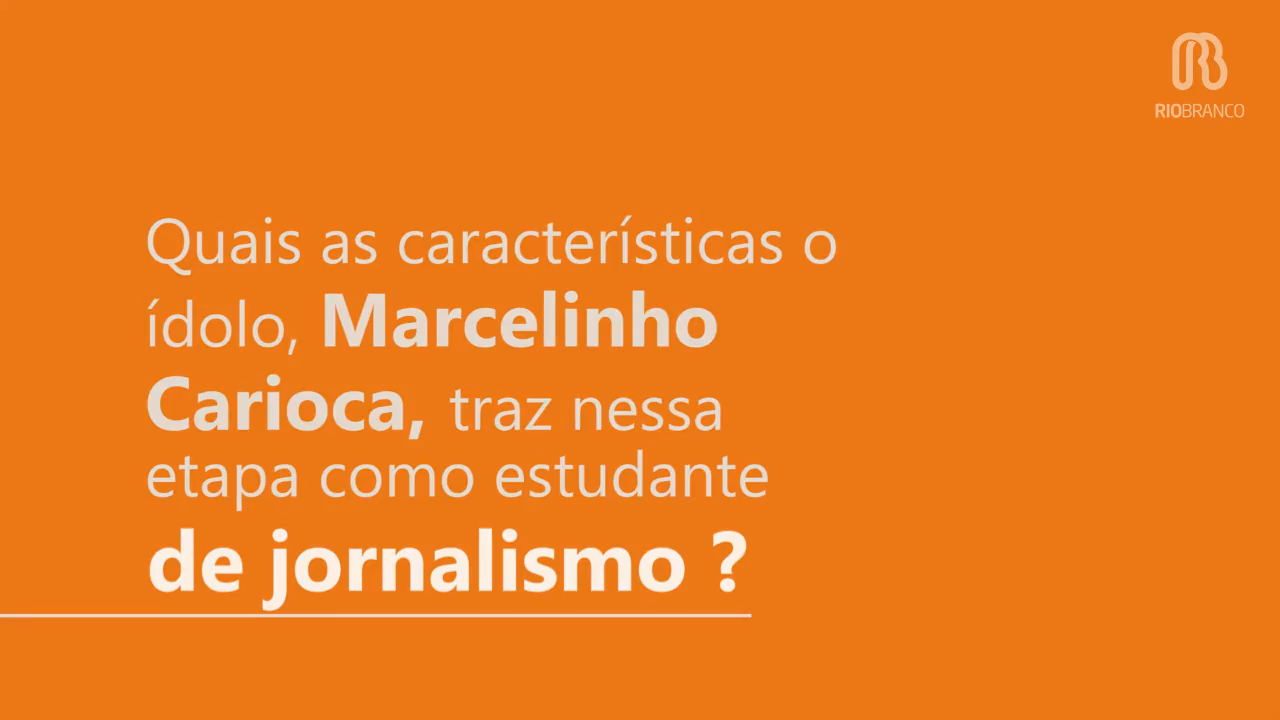 RIOBRANCO
Quais as características o
ídolo, Marcelinho
Carioca, traz nessa
etapa como estudante
de jornalismo ?